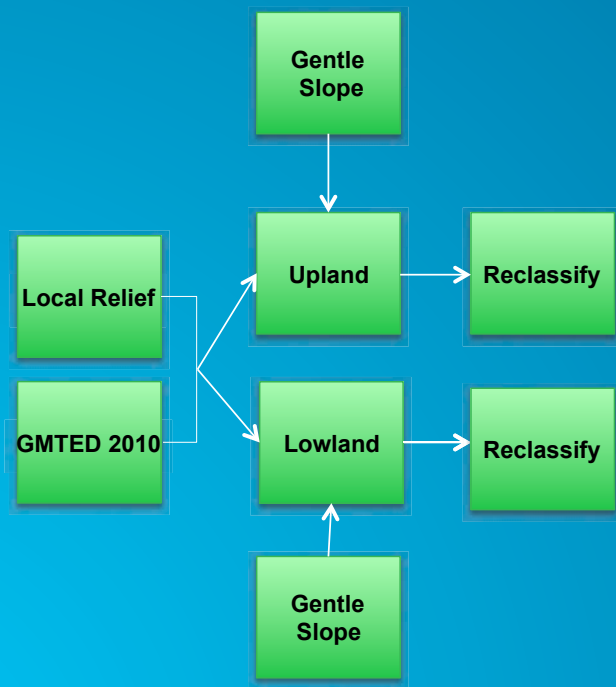 Gentle
Slope
Local Relief
Upland
Reclassify
GMTED 2010
Lowland
Reclassify
Gentle
Slope